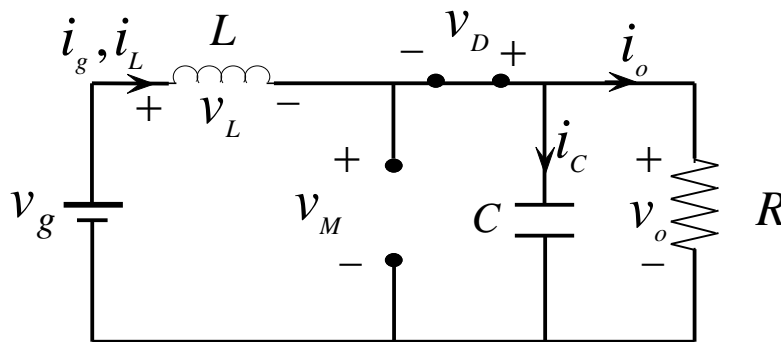 i_g, i_L L − v_D + i_o
+ v_L −
+ i_C +
v_g v_M C v_o R
− −